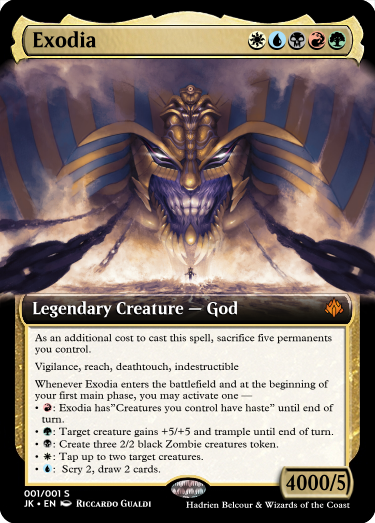 Exodia
Legendary Creature — God
As an additional cost to cast this spell, sacrifice five permanents
you control.
Vigilance, reach, deathtouch, indestructible
Whenever Exodia enters the battlefield and at the beginning of
your first main phase, you may activate one —
• : Exodia has"Creatures you control have haste" until end of
turn.
• : Target creature gains +5/+5 and trample until end of turn.
• : Create three 2/2 black Zombie creatures token.
• : Tap up to two target creatures.
• : Scry 2, draw 2 cards.
4000/5
001/001 S
JK • EN Riccardo Gualdi
Hadrien Belcour & Wizards of the Coast